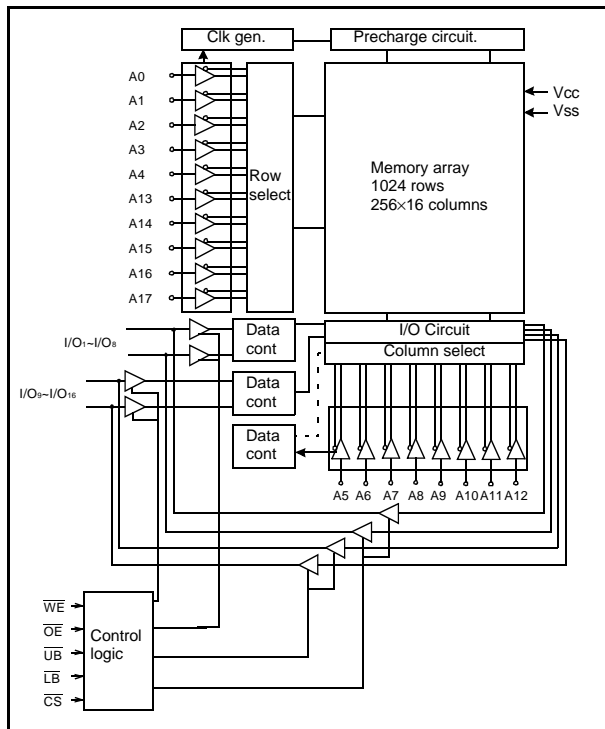 Clk gen.
Precharge circuit.
A0
A1
A2
A3
A4
A13
A14
A15
A16
A17
Row
select
Memory array
1024 rows
256×16 columns
Vcc
Vss
I/O1~I/O8
I/O9~I/O16
Data
cont
Data
cont
Data
cont
I/O Circuit
Column select
A5 A6 A7 A8 A9 A10 A11 A12
WE
OE
UB
LB
CS
Control
logic